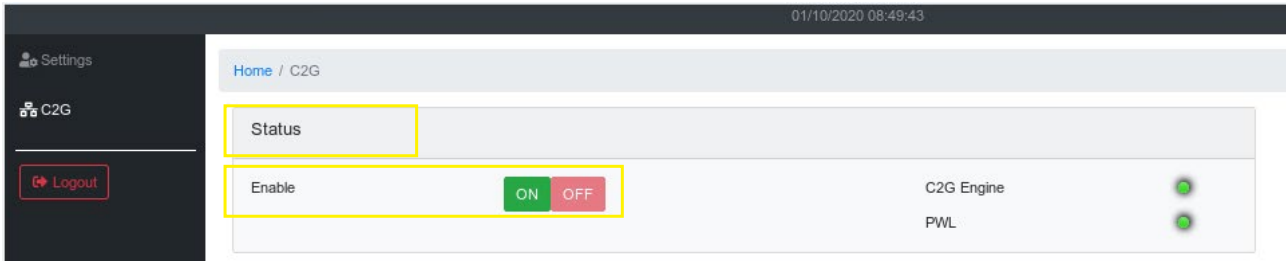 01/10/2020 08:49:43
Settings
Home / C2G
C2G
Status
Logout
Enable ON OFF C2G Engine
PWL